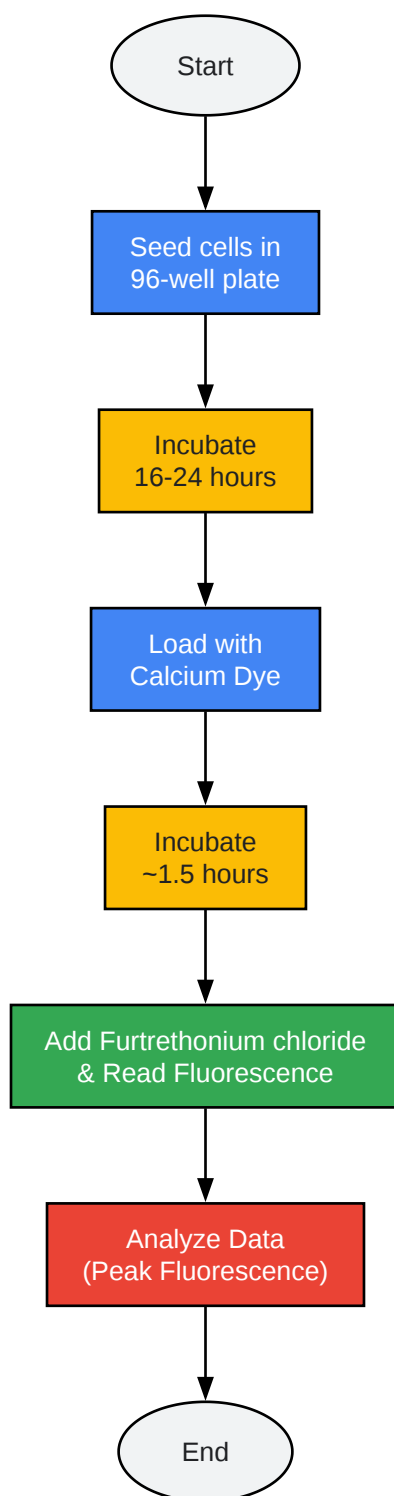 Start
Seed cells in
96-well plate
Incubate
16-24 hours
Load with
Calcium Dye
Incubate
~1.5 hours
Add Furtrethonium chloride
& Read Fluorescence
Analyze Data
(Peak Fluorescence)
End